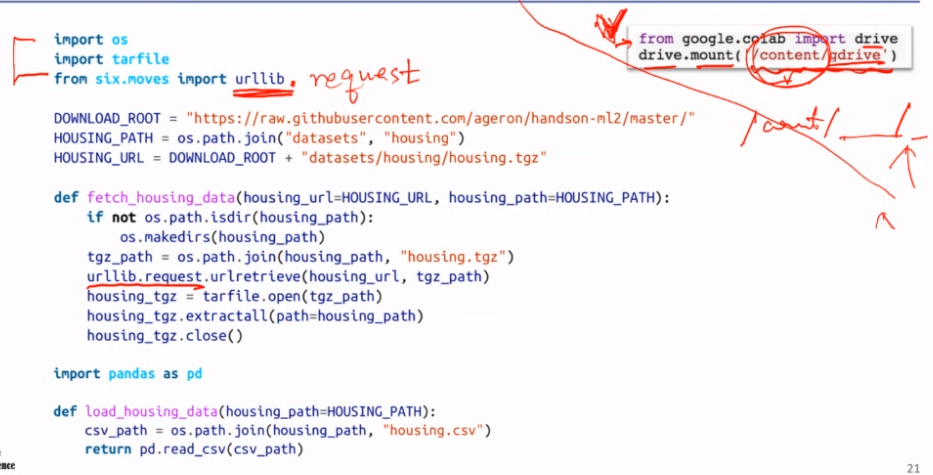 from google.colab import drive
drive.mount('/content/gdrive')
import os
import tarfile
from six.moves import urllib . request
DOWNLOAD_ROOT = "https://raw.githubusercontent.com/ageron/handson-ml2/master/"
HOUSING_PATH = os.path.join("datasets", "housing")
HOUSING_URL = DOWNLOAD_ROOT + "datasets/housing/housing.tgz"
def fetch_housing_data(housing_url=HOUSING_URL, housing_path=HOUSING_PATH):
    if not os.path.isdir(housing_path):
        os.makedirs(housing_path)
    tgz_path = os.path.join(housing_path, "housing.tgz")
    urllib.request.urlretrieve(housing_url, tgz_path)
    housing_tgz = tarfile.open(tgz_path)
    housing_tgz.extractall(path=housing_path)
    housing_tgz.close()
import pandas as pd
def load_housing_data(housing_path=HOUSING_PATH):
    csv_path = os.path.join(housing_path, "housing.csv")
    return pd.read_csv(csv_path)
21